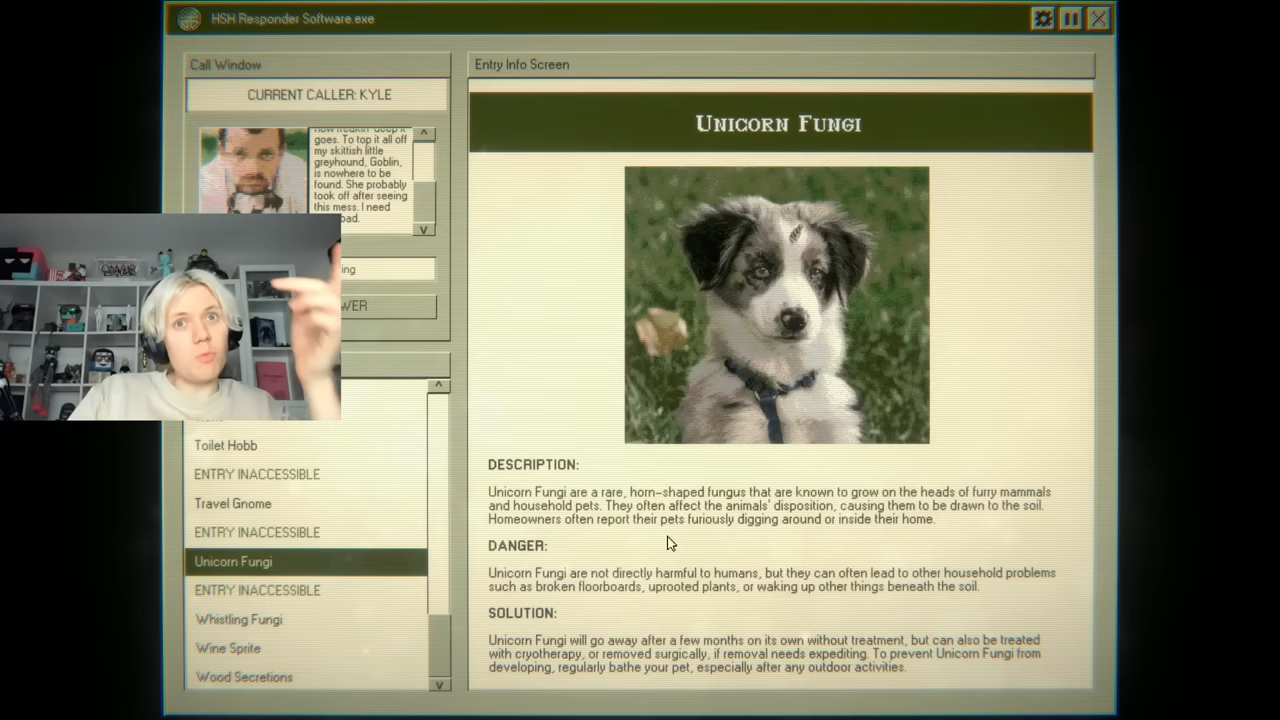 HSH Responder Software.exe
Call Window
CURRENT CALLER: KYLE
goes. To top it all off
my skittish little
greyhound, Goblin,
is nowhere to be
found. She probably
took off after seeing
this mess. I need
Toilet Hobb
ENTRY INACCESSIBLE
Travel Gnome
ENTRY INACCESSIBLE
Unicorn Fungi
ENTRY INACCESSIBLE
Whistling Fungi
Wine Sprite
Wood Secretions
Entry Info Screen
UNICORN FUNGI
DESCRIPTION:
Unicorn Fungi are a rare, horn-shaped fungus that are known to grow on the heads of furry mammals
and household pets. They often affect the animals' disposition, causing them to be drawn to the soil.
Homeowners often report their pets furiously digging around or inside their home.
DANGER:
Unicorn Fungi are not directly harmful to humans, but they can often lead to other household problems
such as broken floorboards, uprooted plants, or waking up other things beneath the soil.
SOLUTION:
Unicorn Fungi will go away after a few months on its own without treatment, but can also be treated
with cryotherapy, or removed surgically, if removal needs expediting. To prevent Unicorn Fungi from
developing, regularly bathe your pet, especially after any outdoor activities.